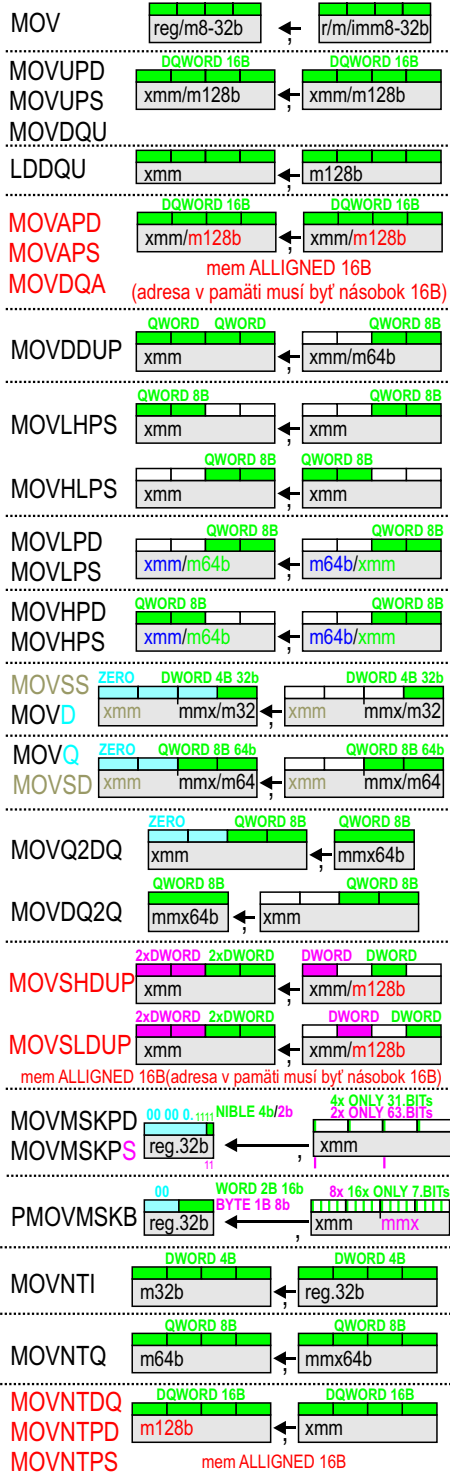 MOV reg/m8-32b , r/m/imm8-32b
DQWORD 16B DQWORD 16B
MOVUPD
MOVUPS xmm/m128b , xmm/m128b
MOVDQU
LDDQU xmm , m128b
DQWORD 16B DQWORD 16B
MOVAPD
MOVAPS xmm/m128b , xmm/m128b
MOVDQA mem ALLIGNED 16B
(adresa v pamäti musí byť násobok 16B)
QWORD QWORD QWORD 8B
MOVDDUP xmm , xmm/m64b
QWORD 8B QWORD 8B
MOVLHPS xmm , xmm
QWORD 8B QWORD 8B
MOVHLPS xmm , xmm
QWORD 8B QWORD 8B
MOVLPD
MOVLPS xmm/m64b , m64b/xmm
QWORD 8B QWORD 8B
MOVHPD
MOVHPS xmm/m64b , m64b/xmm
MOVSS ZERO DWORD 4B 32b DWORD 4B 32b
MOVD xmm mmx/m32 , xmm mmx/m32
MOVQ ZERO QWORD 8B 64b QWORD 8B 64b
MOVSD xmm mmx/m64 , xmm mmx/m64
ZERO QWORD 8B QWORD 8B
MOVQ2DQ xmm , mmx64b
QWORD 8B QWORD 8B
MOVDQ2Q mmx64b , xmm
2xDWORD 2xDWORD DWORD DWORD
MOVSHDUP xmm , xmm/m128b
2xDWORD 2xDWORD DWORD DWORD
MOVSLDUP xmm , xmm/m128b
mem ALLIGNED 16B(adresa v pamäti musí byť násobok 16B)
4x ONLY 31.BITs
MOVMSKPD 00 00 0. 1111 NIBLE 4b/2b 2x ONLY 63.BITs
MOVMSKPS reg.32b , xmm
11
00 WORD 2B 16b
BYTE 1B 8b 8x 16x ONLY 7.BITs
PMOVMSKB reg.32b , xmm mmx
DWORD 4B DWORD 4B
MOVNTI m32b , reg.32b
QWORD 8B QWORD 8B
MOVNTQ m64b , mmx64b
MOVNTDQ DQWORD 16B DQWORD 16B
MOVNTPD m128b , xmm
MOVNTPS mem ALLIGNED 16B